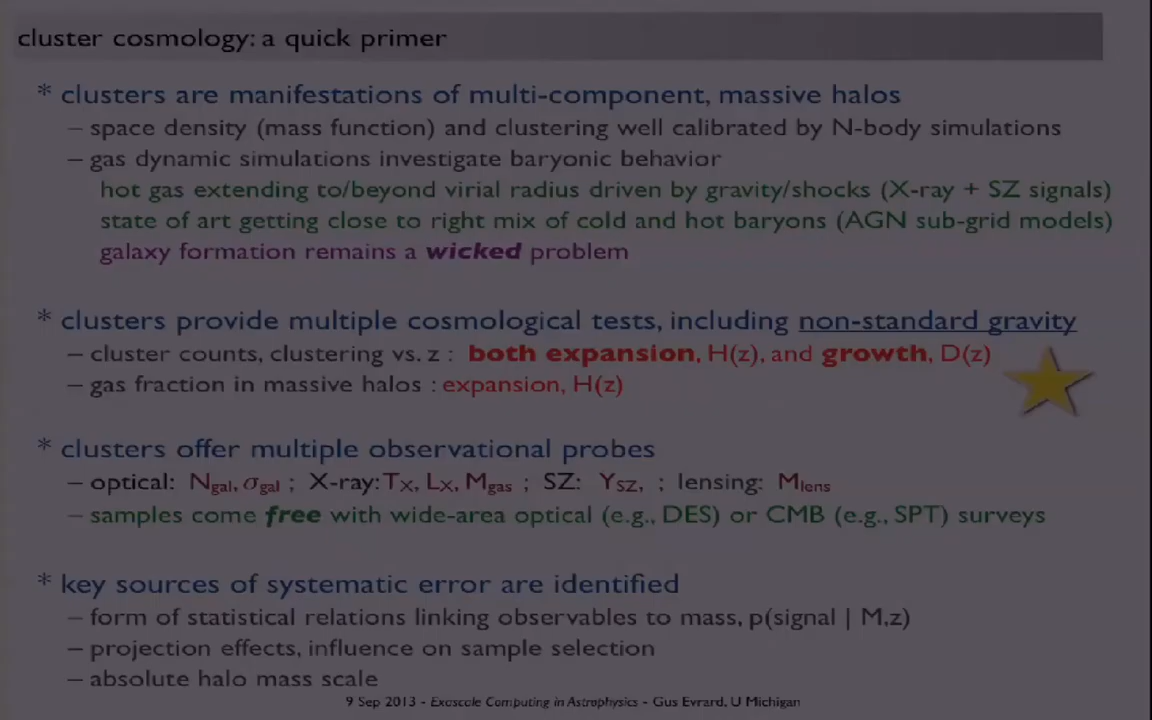 cluster cosmology: a quick primer
* clusters are manifestations of multi-component, massive halos
– space density (mass function) and clustering well calibrated by N-body simulations
– gas dynamic simulations investigate baryonic behavior
hot gas extending to/beyond virial radius driven by gravity/shocks (X-ray + SZ signals)
state of art getting close to right mix of cold and hot baryons (AGN sub-grid models)
galaxy formation remains a wicked problem
* clusters provide multiple cosmological tests, including non-standard gravity
– cluster counts, clustering vs. z : both expansion, H(z), and growth, D(z)
– gas fraction in massive halos : expansion, H(z)
* clusters offer multiple observational probes
– optical: Ngal, σgal ; X-ray: TX, LX, Mgas ; SZ: YSZ, ; lensing: Mlens
– samples come free with wide-area optical (e.g., DES) or CMB (e.g., SPT) surveys
* key sources of systematic error are identified
– form of statistical relations linking observables to mass, p(signal | M,z)
– projection effects, influence on sample selection
– absolute halo mass scale
9 Sep 2013 - Exascale Computing in Astrophysics - Gus Evrard, U Michigan